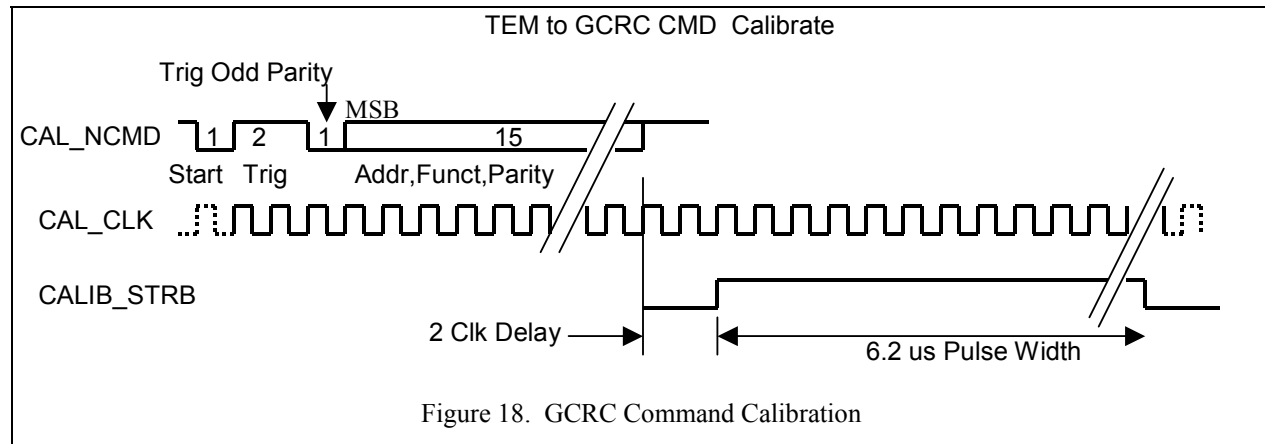 TEM to GCRC CMD Calibrate
Trig Odd Parity
MSB
CAL_NCMD 1 2 1 15
Start Trig Addr,Funct,Parity
CAL_CLK
CALIB_STRB
2 Clk Delay
6.2 us Pulse Width
Figure 18. GCRC Command Calibration